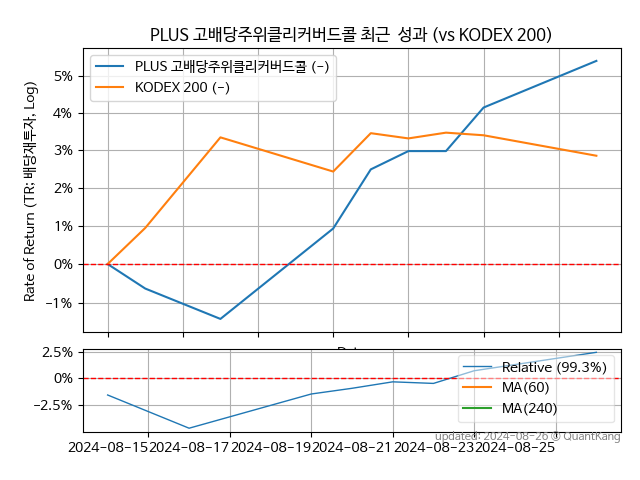 PLUS 고배당주위클리커버드콜 최근 성과 (vs KODEX 200)
PLUS 고배당주위클리커버드콜 (-)
KODEX 200 (-)
Rate of Return (TR; 배당재투자, Log)
5%
4%
3%
2%
1%
0%
−1%
2.5%
0%
−2.5%
Relative (99.3%)
MA(60)
MA(240)
2024-08-15
2024-08-17
2024-08-19
2024-08-21
2024-08-23
2024-08-25
updated: 2024-08-26 © QuantKang